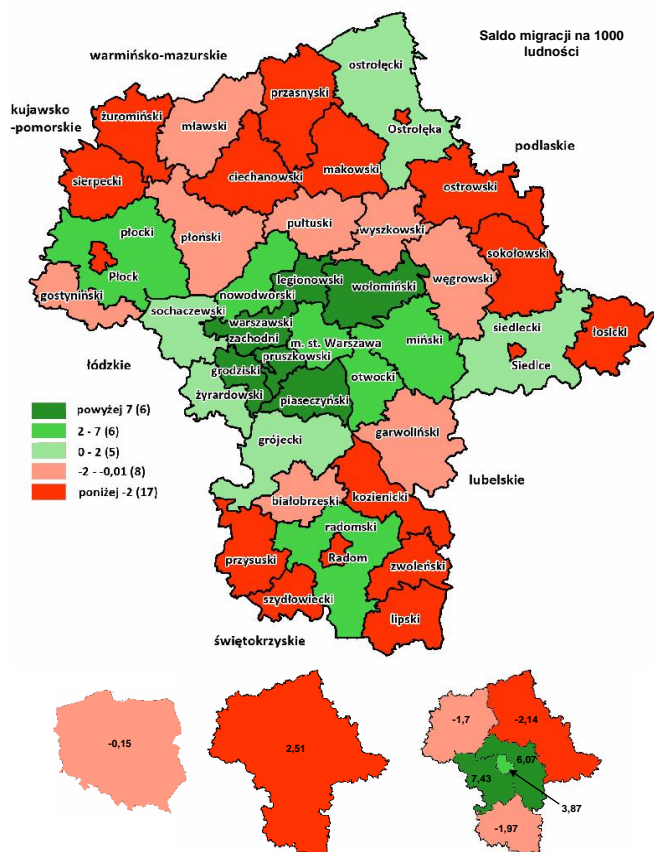 Saldo migracji na 1000
ludności
warmińsko-mazurskie
ostrołęcki
przasnyski
kujawsko
-pomorskie
żuromiński
mławski
Ostrołęka
podlaskie
sierpecki
ciechanowski
makowski
ostrowski
płocki
płoński
pułtuski
wyszkowski
sokołowski
Płock
węgrowski
gostyniński
nowodworski
legionowski
wołomiński
sochaczewski
warszawski
zachodni
m. st. Warszawa
miński
siedlecki
łosicki
łódzkie
pruszkowski
Siedlce
grodziski
otwocki
żyrardowski
piaseczyński
powyżej 7 (6)
2 - 7 (6)
0 - 2 (5)
-2 - -0,01 (8)
poniżej -2 (17)
grójecki
garwoliński
lubelskie
białobrzeski
kozienicki
radomski
przysuski
Radom
zwoleński
szydłowiecki
lipski
świętokrzyskie
-0,15
2,51
-1,7
-2,14
6,07
7,43
3,87
-1,97